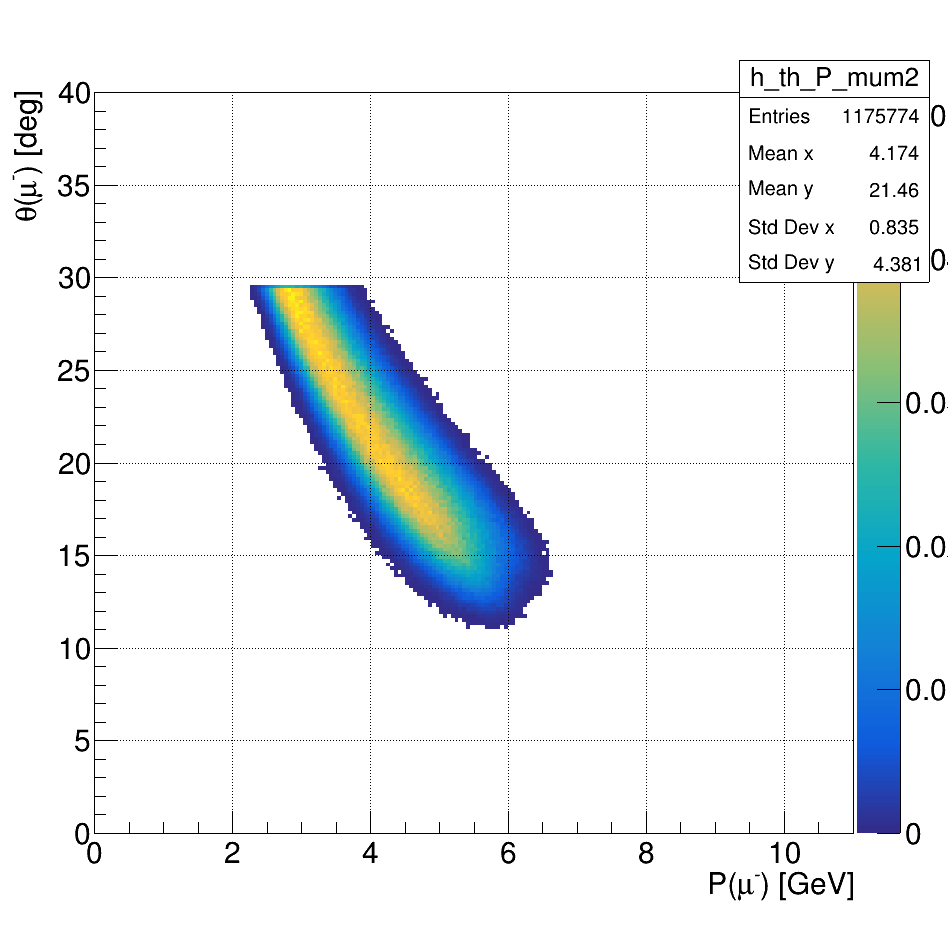 h_th_P_mum2
Entries 1175774
Mean x 4.174
Mean y 21.46
Std Dev x 0.835
Std Dev y 4.381
θ(μ-) [deg]
40
35
30
25
20
15
10
5
0
0 2 4 6 8 10
P(μ-) [GeV]
0.0
0.0
0.0
0